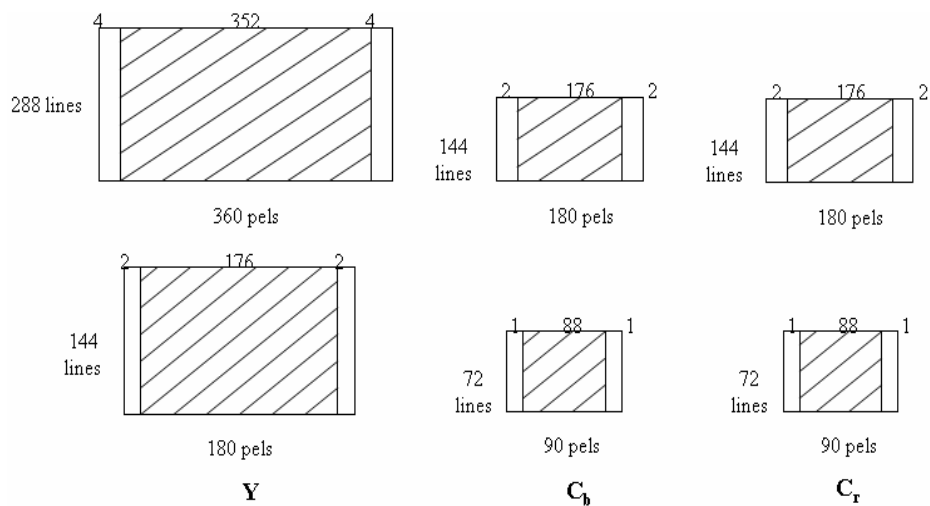 4 352 4
288 lines
360 pels
2 176 2
144
lines
180 pels
2 176 2
144
lines
180 pels
2 176 2
144
lines
180 pels
1 88 1
72
lines
90 pels
1 88 1
72
lines
90 pels
Y
C_b
C_r